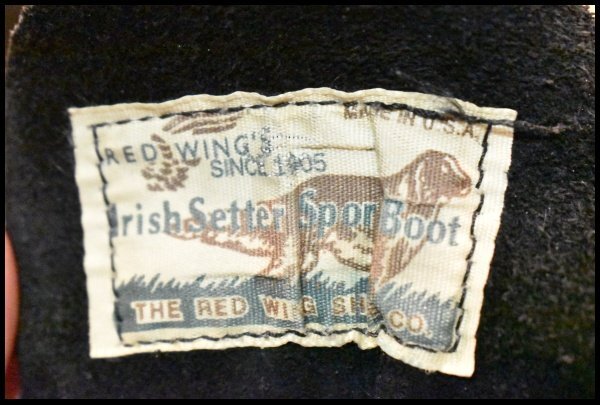 MADE IN U.S.A.
RED WING'S
SINCE 1905
Irish Setter Spor Boot
THE RED WING SH CO.